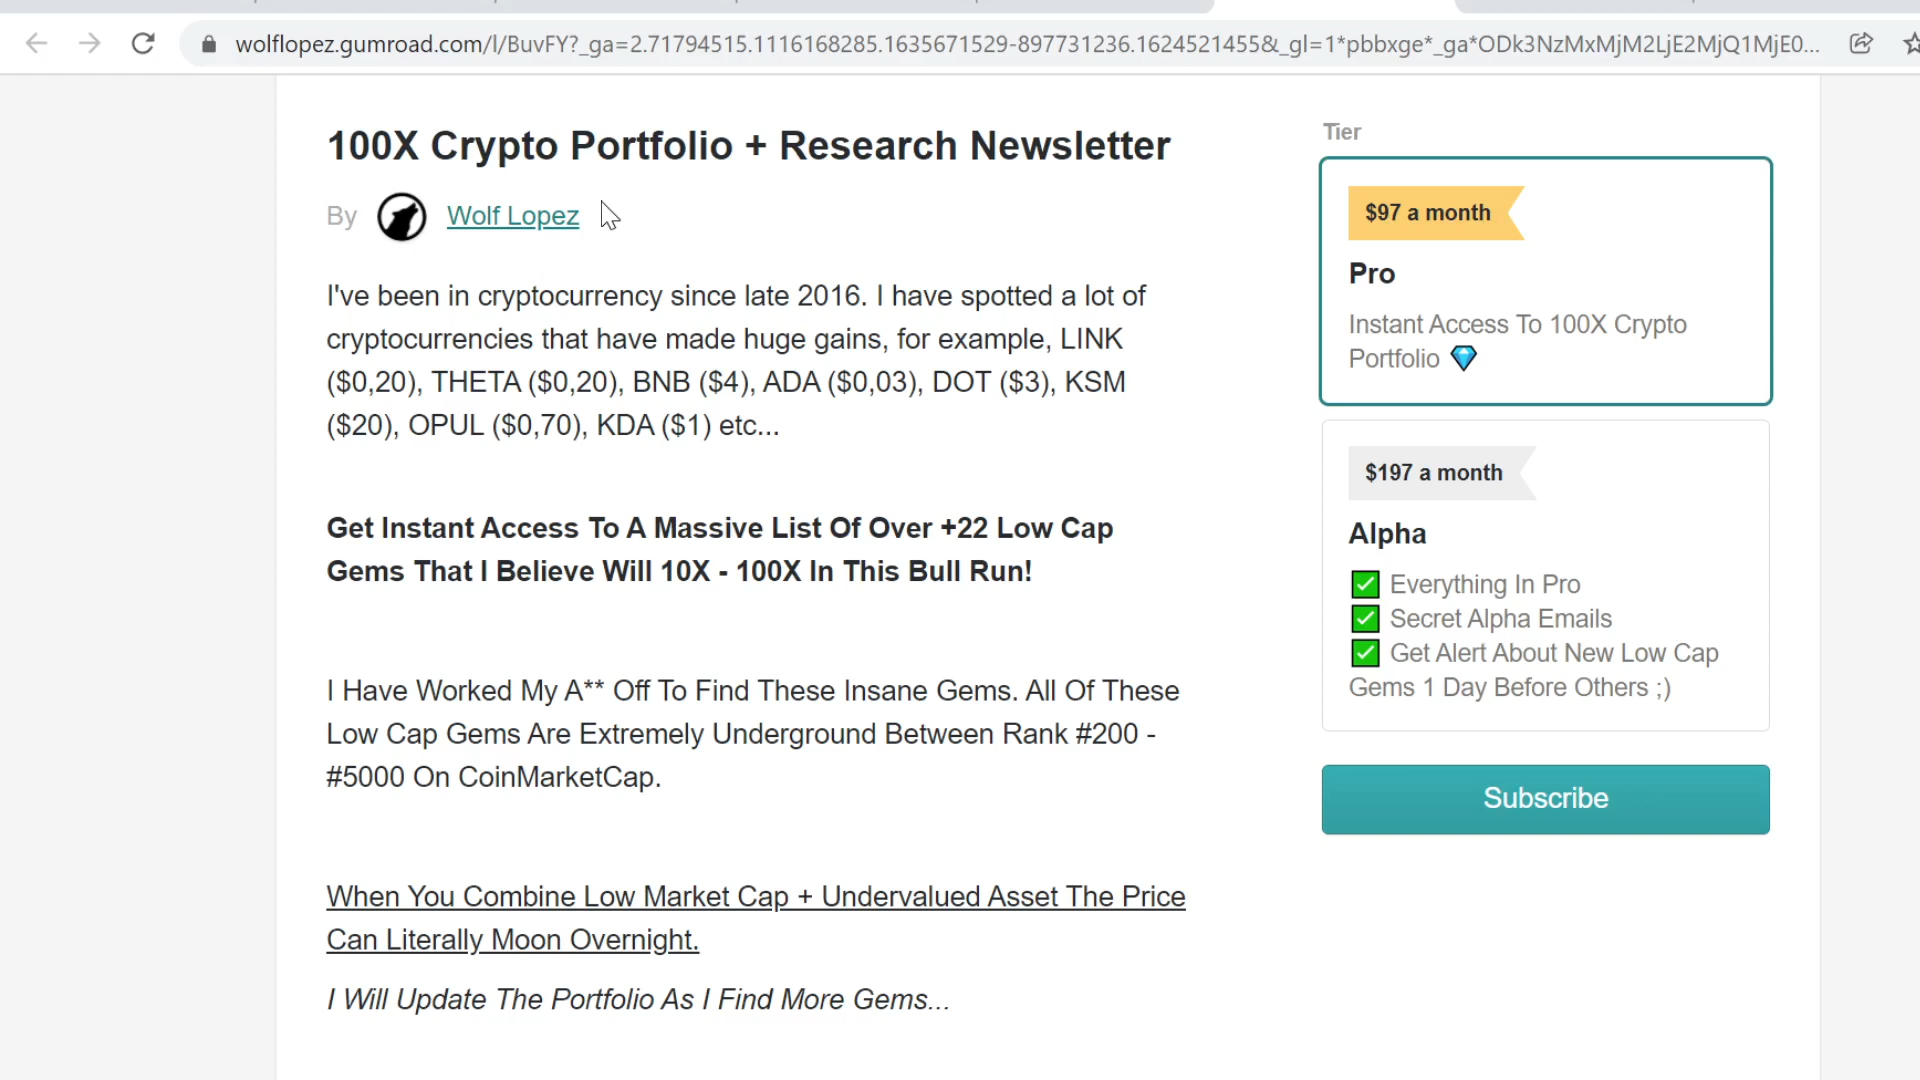 wolflopez.gumroad.com/l/BuvFY?_ga=2.71794515.1116168285.1635671529-897731236.1624521455&_gl=1*pbbxge*_ga*ODk3NzMxMjM2LjE2MjQ1MjE0...
100X Crypto Portfolio + Research Newsletter
By Wolf Lopez
I've been in cryptocurrency since late 2016. I have spotted a lot of
cryptocurrencies that have made huge gains, for example, LINK
($0,20), THETA ($0,20), BNB ($4), ADA ($0,03), DOT ($3), KSM
($20), OPUL ($0,70), KDA ($1) etc...
Get Instant Access To A Massive List Of Over +22 Low Cap
Gems That I Believe Will 10X - 100X In This Bull Run!
I Have Worked My A** Off To Find These Insane Gems. All Of These
Low Cap Gems Are Extremely Underground Between Rank #200 -
#5000 On CoinMarketCap.
When You Combine Low Market Cap + Undervalued Asset The Price
Can Literally Moon Overnight.
I Will Update The Portfolio As I Find More Gems...
Tier
$97 a month
Pro
Instant Access To 100X Crypto
Portfolio
$197 a month
Alpha
Everything In Pro
Secret Alpha Emails
Get Alert About New Low Cap
Gems 1 Day Before Others ;)
Subscribe